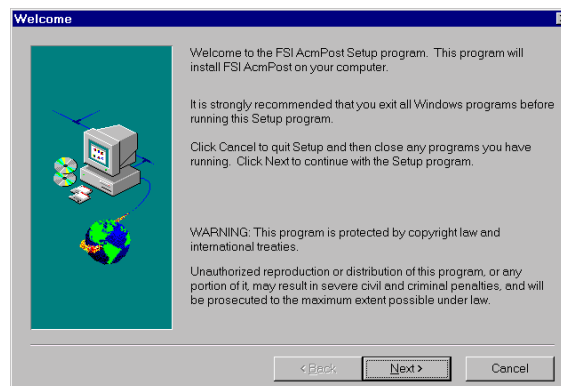 Welcome
Welcome to the FSI AcmPost Setup program. This program will
install FSI AcmPost on your computer.
It is strongly recommended that you exit all Windows programs before
running this Setup program.
Click Cancel to quit Setup and then close any programs you have
running. Click Next to continue with the Setup program.
WARNING: This program is protected by copyright law and
international treaties.
Unauthorized reproduction or distribution of this program, or any
portion of it, may result in severe civil and criminal penalties, and will
be prosecuted to the maximum extent possible under law.
< Back Next > Cancel